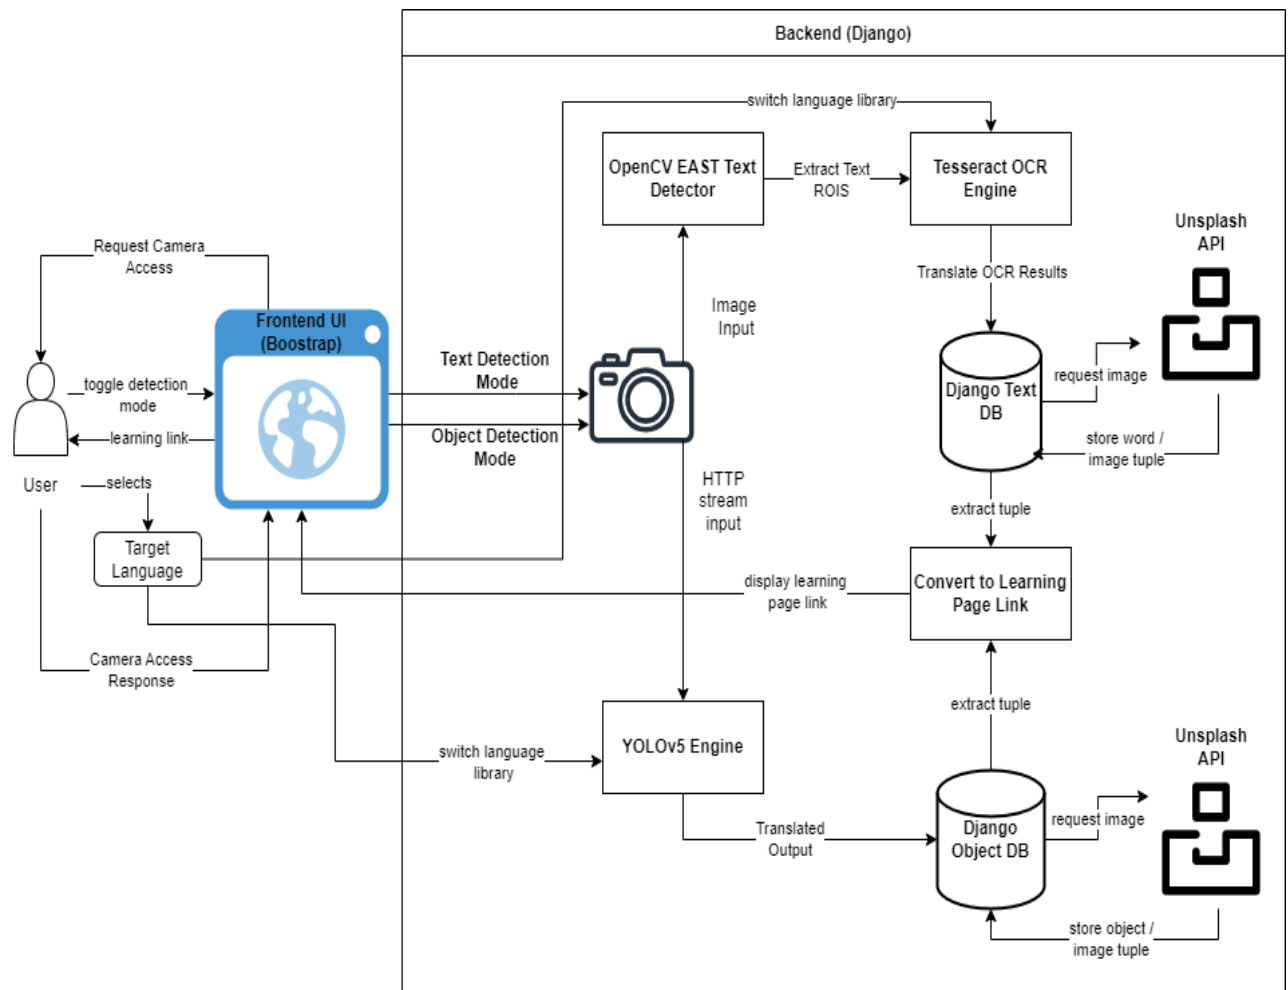 Backend (Django)
switch language library
OpenCV EAST Text
Detector
Extract Text
ROIS
Tesseract OCR
Engine
Unsplash
API
Request Camera
Access
Translate OCR Results
Image
Input
Frontend UI
(Boostrap)
Text Detection
Mode
request image
toggle detection
mode
Django Text
DB
learning link
Object Detection
Mode
store word /
image tuple
User
selects
HTTP
stream
input
extract tuple
Target
Language
display learning
page link
Convert to Learning
Page Link
Camera Access
Response
extract tuple
switch language
library
YOLOv5 Engine
Unsplash
API
Translated
Output
Django
Object DB
request image
store object /
image tuple